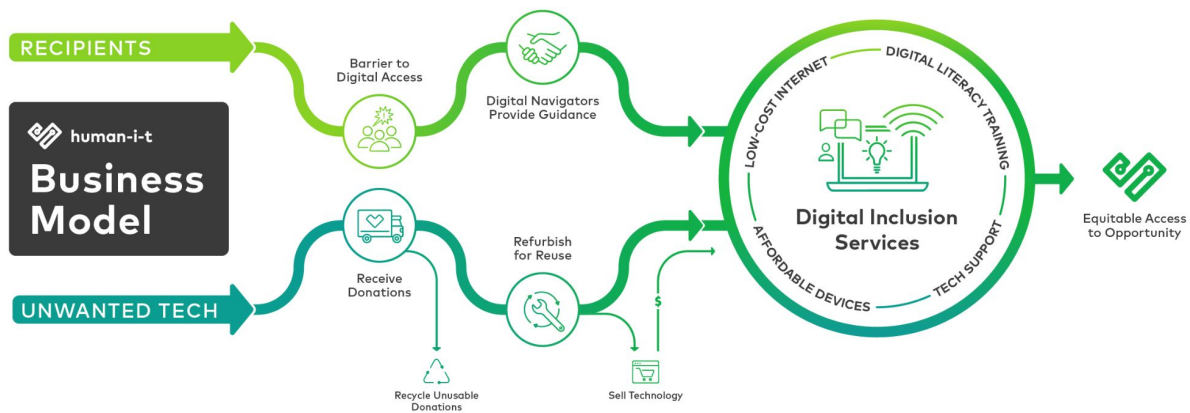 RECIPIENTS
Barrier to
Digital Access
Digital Navigators
Provide Guidance
human-i-t
Business
Model
UNWANTED TECH
Receive
Donations
Refurbish
for Reuse
Recycle Unusable
Donations
$
Sell Technology
LOW-COST INTERNET
DIGITAL LITERACY TRAINING
AFFORDABLE DEVICES
TECH SUPPORT
Digital Inclusion
Services
Equitable Access
to Opportunity